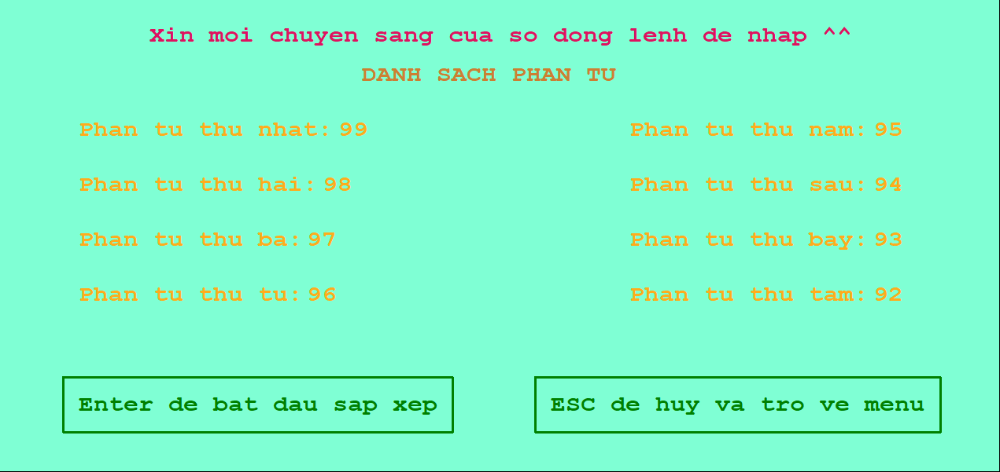 Xin moi chuyen sang cua so dong lenh de nhap ^^
DANH SACH PHAN TU
Phan tu thu nhat: 99
Phan tu thu hai: 98
Phan tu thu ba: 97
Phan tu thu tu: 96
Phan tu thu nam: 95
Phan tu thu sau: 94
Phan tu thu bay: 93
Phan tu thu tam: 92
Enter de bat dau sap xep
ESC de huy va tro ve menu